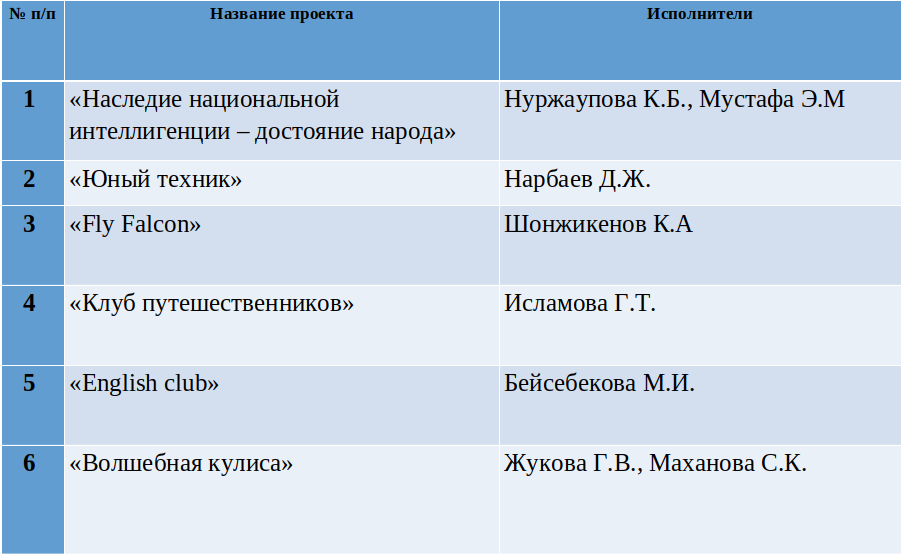 № п/п Название проекта Исполнители
1 «Наследие национальной Нуржаупова К.Б., Мустафа Э.М
интеллигенции – достояние народа»
2 «Юный техник» Нарбаев Д.Ж.
3 «Fly Falcon» Шонжикенов К.А
4 «Клуб путешественников» Исламова Г.Т.
5 «English club» Бейсебекова М.И.
6 «Волшебная кулиса» Жукова Г.В., Маханова С.К.